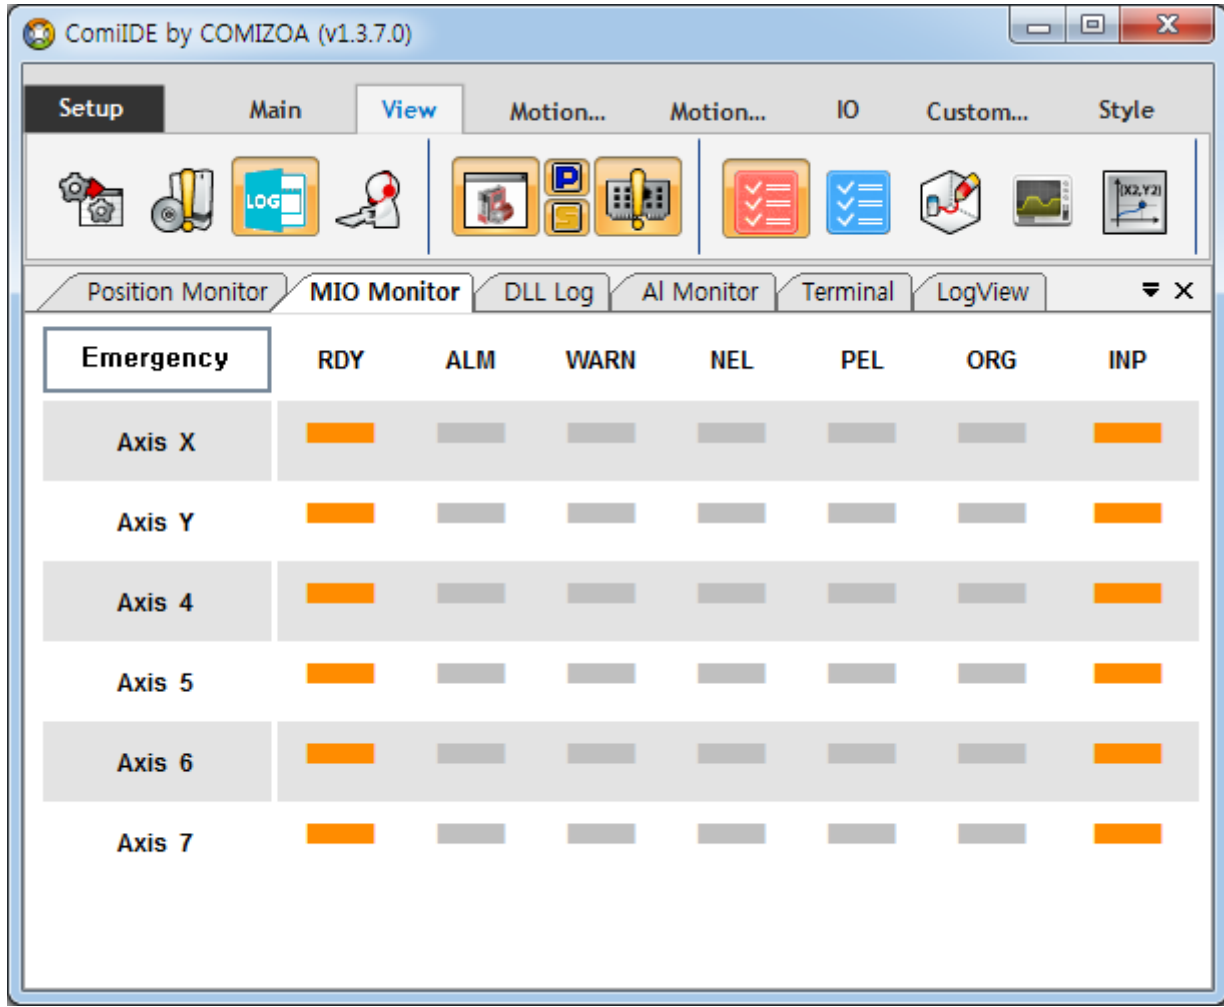 ComiIDE by COMIZOA (v1.3.7.0)
Setup Main View Motion... Motion... IO Custom... Style
LOG P S (X2,Y2)
Position Monitor MIO Monitor DLL Log Al Monitor Terminal LogView
Emergency RDY ALM WARN NEL PEL ORG INP
Axis X
Axis Y
Axis 4
Axis 5
Axis 6
Axis 7